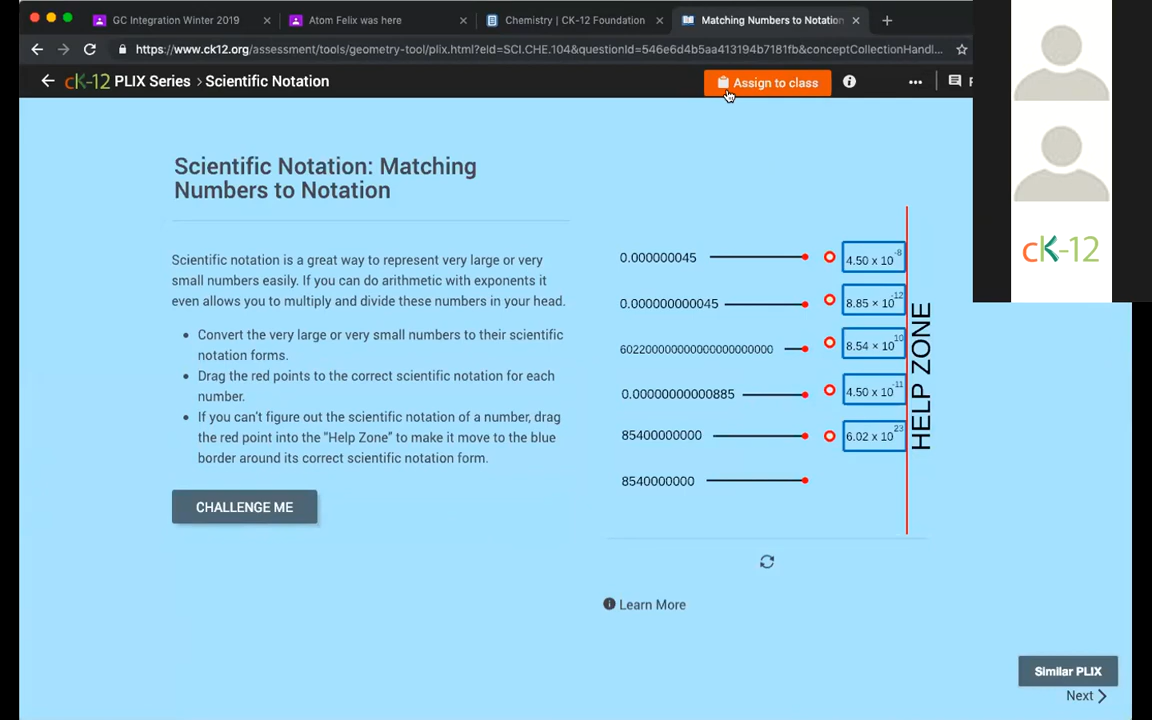 GC Integration Winter 2019
Atom Felix was here
Chemistry | CK-12 Foundation
Matching Numbers to Notation
https://www.ck12.org/assessment/tools/geometry-tool/plix.html?eId=SCI.CHE.104&questionId=546e6d4b5aa413194b7181fb&conceptCollectionHandl...
cK-12 PLIX Series > Scientific Notation
Assign to class
Scientific Notation: Matching
Numbers to Notation
Scientific notation is a great way to represent very large or very
small numbers easily. If you can do arithmetic with exponents it
even allows you to multiply and divide these numbers in your head.
• Convert the very large or very small numbers to their scientific
notation forms.
• Drag the red points to the correct scientific notation for each
number.
• If you can't figure out the scientific notation of a number, drag
the red point into the “Help Zone” to make it move to the blue
border around its correct scientific notation form.
CHALLENGE ME
0.000000045
4.50 x 10⁻⁸
0.000000000045
8.85 × 10⁻¹²
8.54 × 10¹⁰
0.00000000000885
4.50 x 10⁻¹¹
85400000000
6.02 x 10²³
8540000000
HELP ZONE
Learn More
cK-12
Similar PLIX
Next